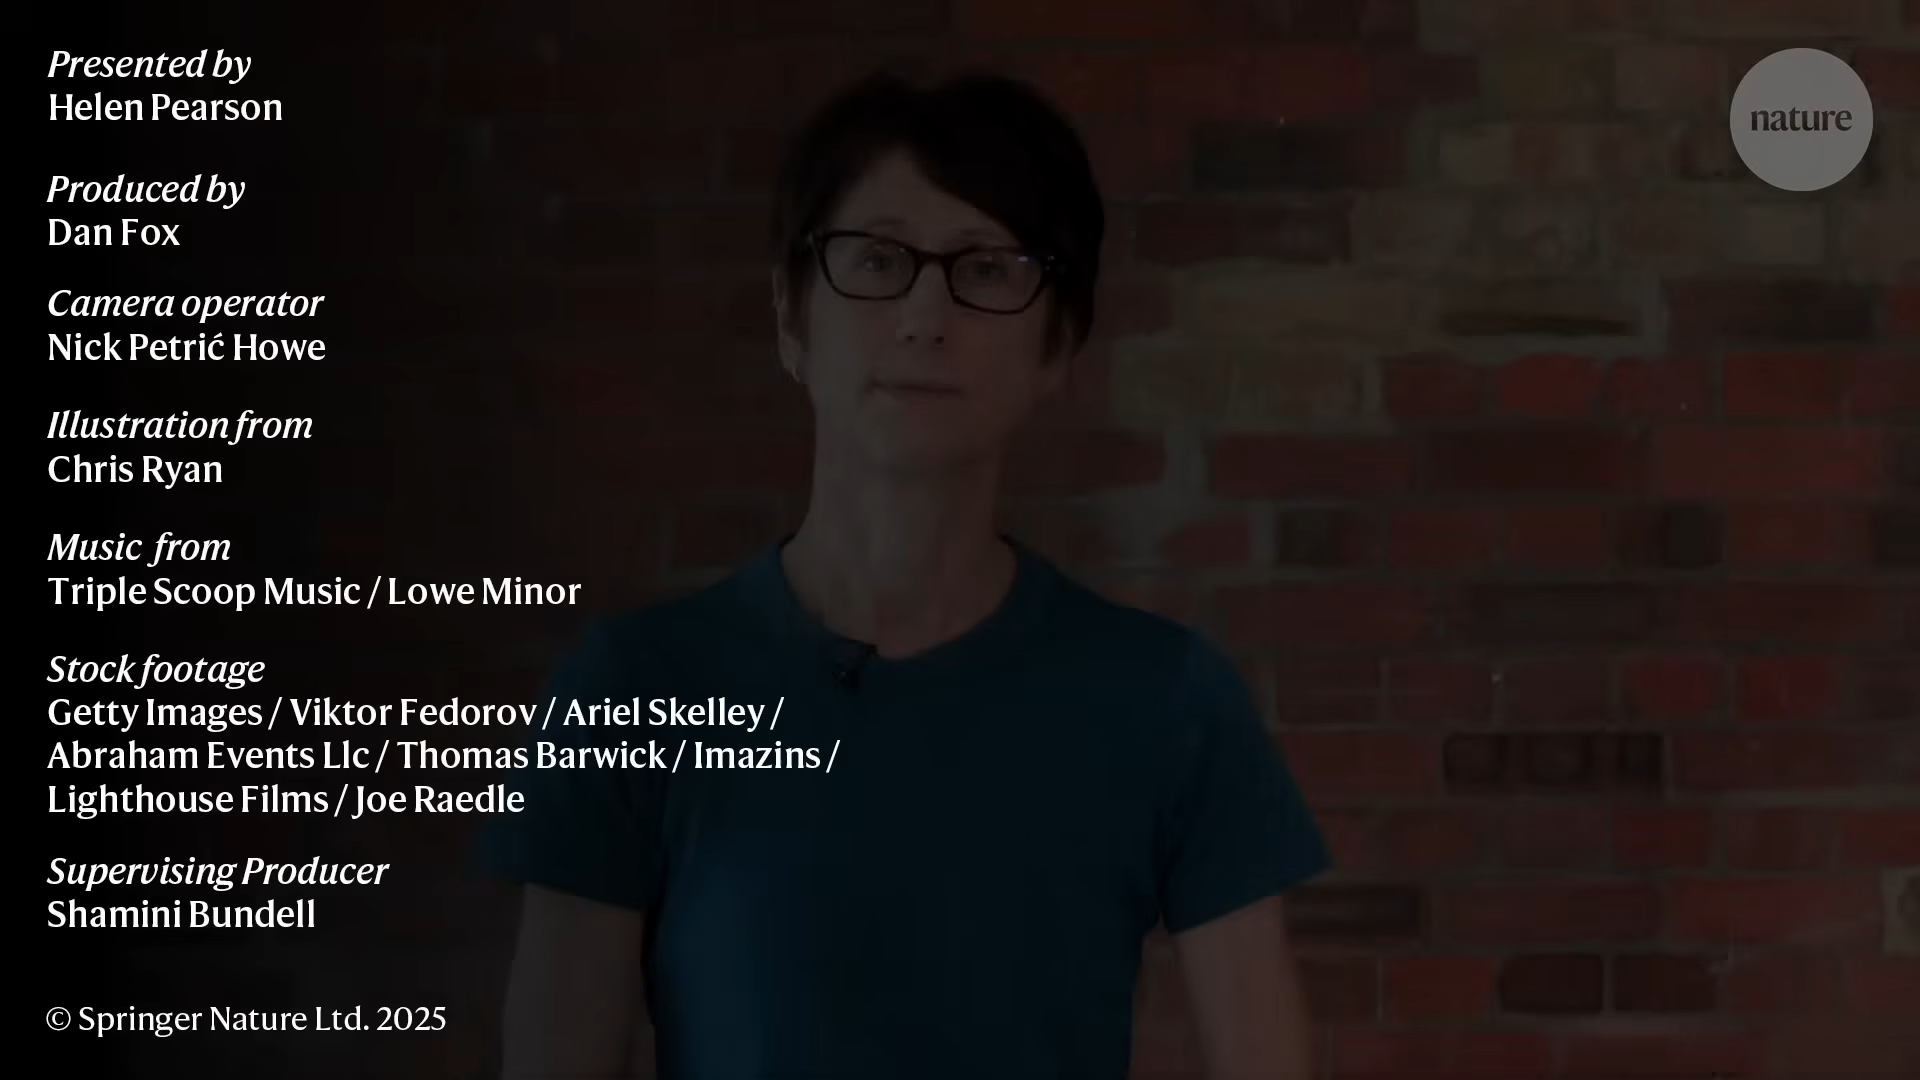 Presented by
Helen Pearson
nature
Produced by
Dan Fox
Camera operator
Nick Petrić Howe
Illustration from
Chris Ryan
Music from
Triple Scoop Music / Lowe Minor
Stock footage
Getty Images / Viktor Fedorov / Ariel Skelley /
Abraham Events Llc / Thomas Barwick / Imazins /
Lighthouse Films / Joe Raedle
Supervising Producer
Shamini Bundell
© Springer Nature Ltd. 2025